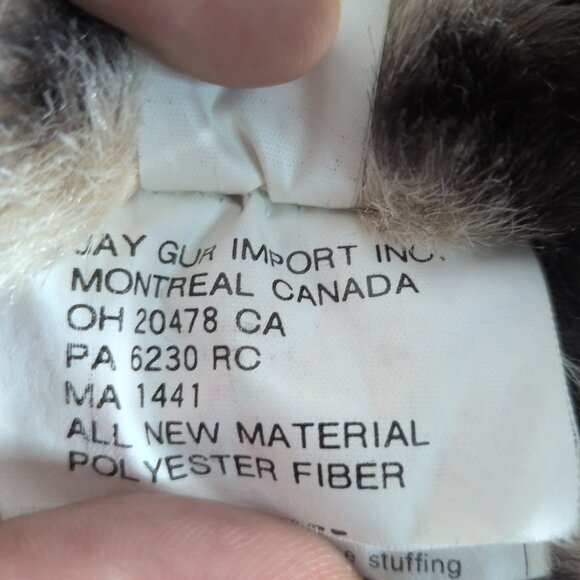 JAY GUR IMPORT INC.
MONTREAL CANADA
OH 20478 CA
PA 6230 RC
MA 1441
ALL NEW MATERIAL
POLYESTER FIBER
stuffing